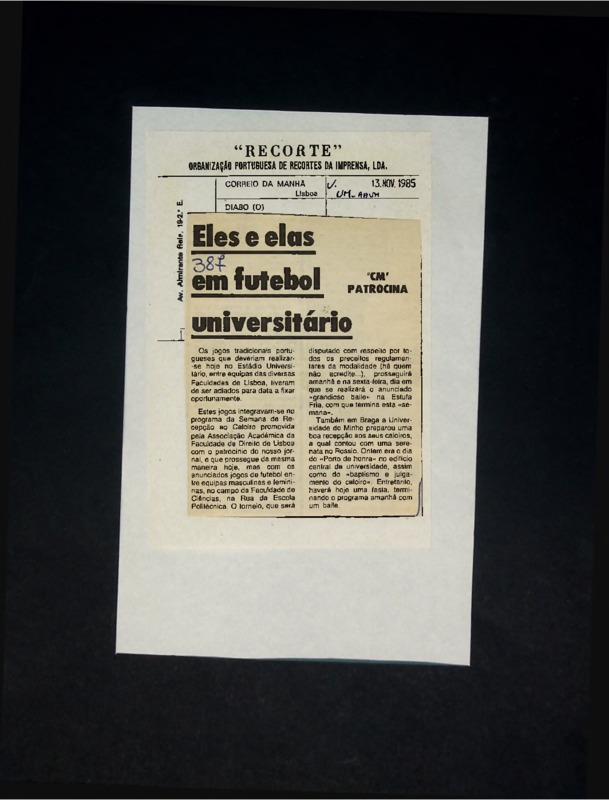 "RECORTE"
ORGANIZAÇÃO PORTUGUESA DE RECORTES DA IMPRENSA, LDA.
CORREIO DA MANHÃ
Lisboa
DIABO (O)
13. NOV. 1985
U.
UM-
Av. Almirante Reis, 19-2.º E.
Eles e elas
387
em futebol
universitário
'CM'
PATROCINA
Os jogos tradicionais portu-
gueses que deveriam realizar-
-se hoje no Estádio Universi-
tário, entre equipas das diversas
Faculdades de Lisboa, tiveram
de ser adiados para data a fixar
oportunamente.
Estes jogos integravam-se no
programa da Semana de Re-
cepção ao Caloiro promovida
pela Associação Académica da
Faculdade de Direito de Lisboa
com o patrocínio do nosso jor-
nal, e que prossegue da mesma
maneira hoje, mas com os
anunciados jogos de futebol en-
tre equipas masculinas e femini-
nas, no campo da Faculdade de
Ciências, na Rua da Escola
Politécnica. O torneio, que será
disputado com respeito por to-
dos os preceitos regulamen-
tares da modalidade (há quem
não acredite...), prosseguirá
amanhã e na sexta-feira, dia em
que se realizará o anunciado
«grandioso baile» na Estufa
Fria, com que termina esta «se-
mana».
Também em Braga a Univer-
sidade do Minho preparou uma
boa recepção aos seus caloiros,
a qual contou com uma sere-
nata no Rossio. Ontem era o dia
do «Porto de honra» no edifício
central da universidade, assim
como do «baptismo e julga-
mento do caloiro». Entretanto,
haverá hoje uma festa, termi-
nando o programa amanhã com
um baile.